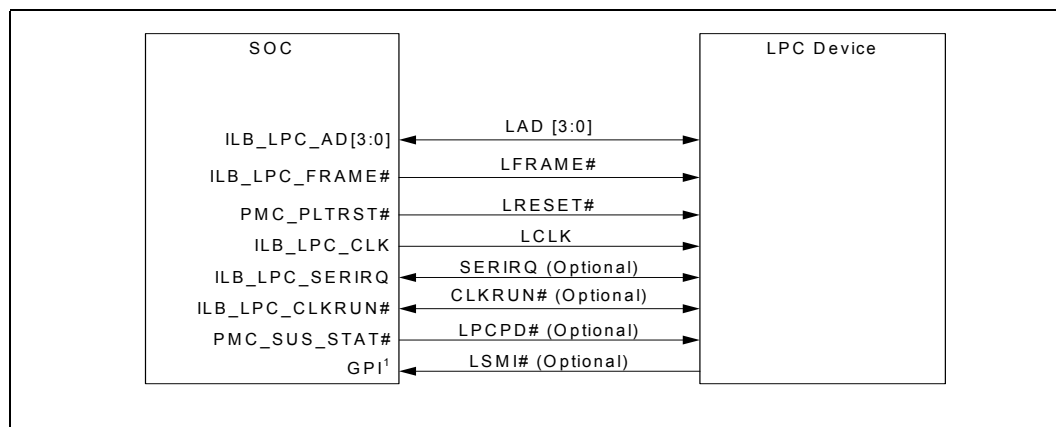 SOC
LPC Device
ILB_LPC_AD[3:0]
LAD [3:0]
ILB_LPC_FRAME#
LFRAME#
PMC_PLTRST#
LRESET#
ILB_LPC_CLK
LCLK
ILB_LPC_SERIRQ
SERIRQ (Optional)
ILB_LPC_CLKRUN#
CLKRUN# (Optional)
PMC_SUS_STAT#
LPCPD# (Optional)
GPI¹
LSMI# (Optional)